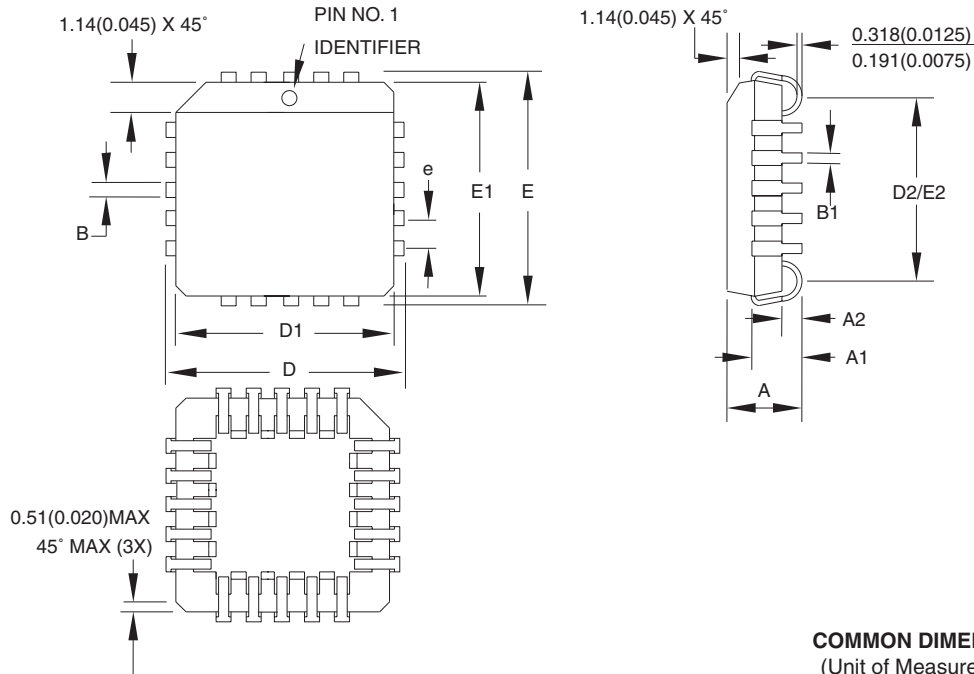 1.14(0.045) X 45˚
PIN NO. 1
IDENTIFIER
1.14(0.045) X 45˚
0.318(0.0125)
0.191(0.0075)
e
E1
E
B
B1
D2/E2
D1
D
A2
A1
A
0.51(0.020)MAX
45˚ MAX (3X)
COMMON
(Unit of